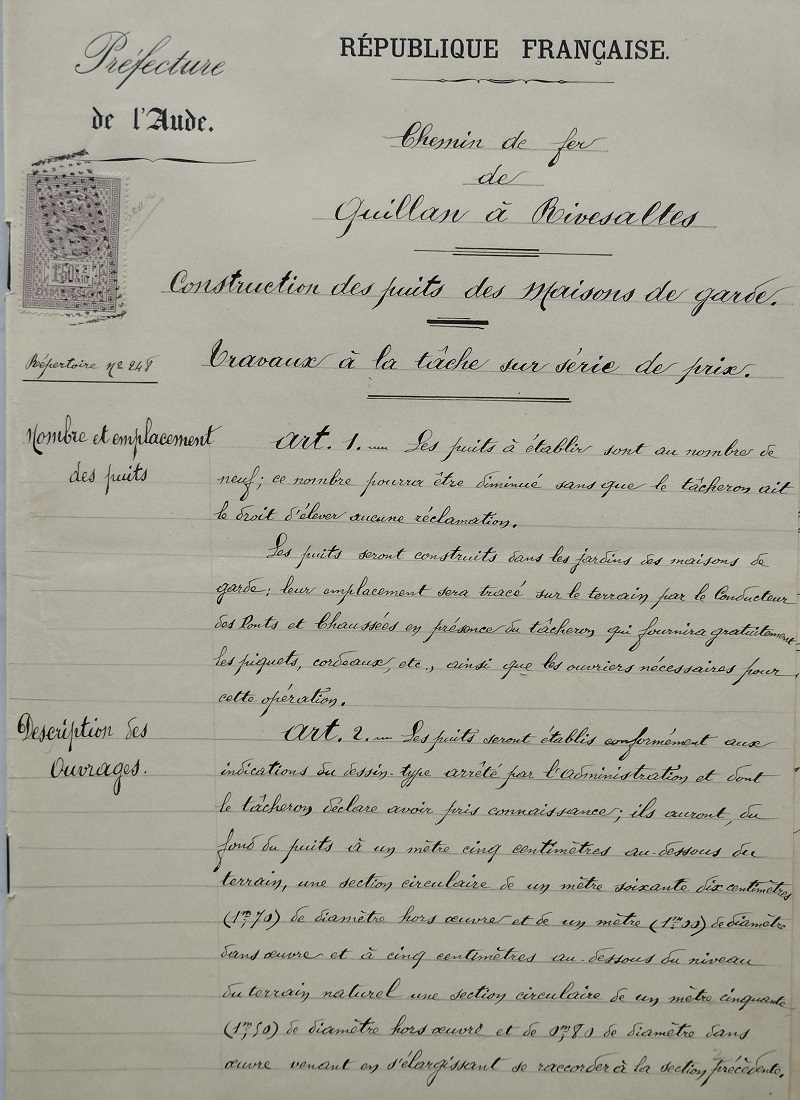 Préfecture
de l'Aude.
RÉPUBLIQUE FRANÇAISE.
Chemin de fer
de
Quillan à Rivesaltes
Construction des puits des Maisons de garde.
Répertoire Nº 248
Travaux à la tâche sur série de prix.
Nombre et emplacement
des puits
Art. 1. — Les puits à établir sont au nombre de
neuf; ce nombre pourra être diminué sans que le tâcheron ait
le droit d'élever aucune réclamation.
Les puits seront construits dans les jardins des maisons de
garde; leur emplacement sera tracé sur le terrain par le Conducteur
des Ponts et Chaussées en présence du tâcheron qui fournira gratuitement
les piquets, cordeaux, etc., ainsi que les ouvriers nécessaires pour
cette opération.
Description des
Ouvrages.
Art. 2. — Les puits seront établis conformément aux
indications du dessin-type arrêté par l'administration et dont
le tâcheron déclare avoir pris connaissance; ils auront, du
fond du puits à un mètre cinq centimètres au-dessous du
terrain, une section circulaire de un mètre soixante dix centimètres
(1m,70) de diamètre hors œuvre et de un mètre (1m,00) de diamètre
dans œuvre et à cinq centimètres au-dessous du niveau
du terrain naturel une section circulaire de un mètre cinquante
(1m,50) de diamètre hors œuvre et de 0m,80 de diamètre dans
œuvre venant en s'élargissant se raccorder à la section précédente.